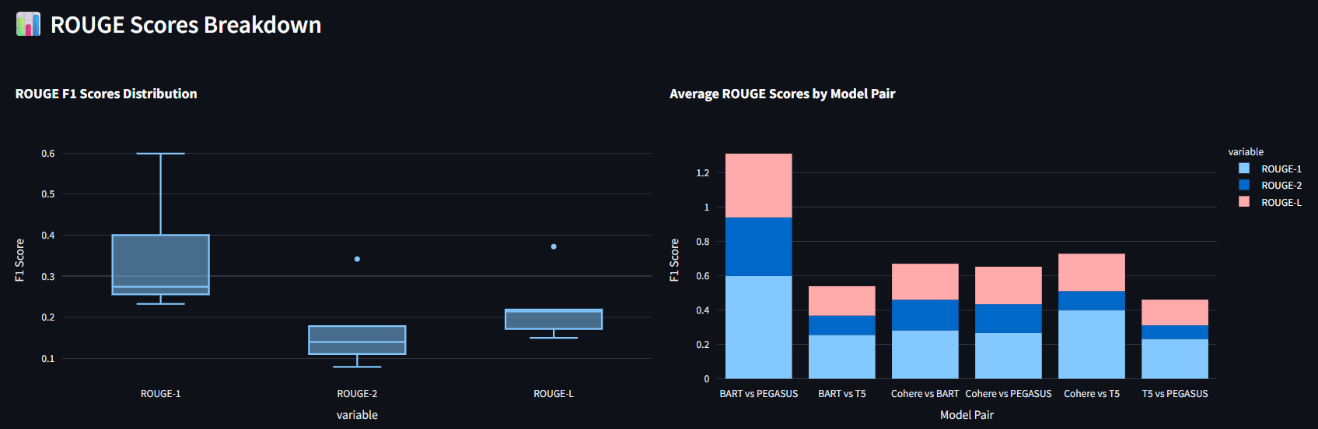 ROUGE Scores Breakdown
ROUGE F1 Scores Distribution
0.6
0.5
0.4
0.3
0.2
0.1
F1 Score
ROUGE-1
ROUGE-2
ROUGE-L
variable
Average ROUGE Scores by Model Pair
1.2
1
0.8
0.6
0.4
0.2
0
F1 Score
BART vs PEGASUS
BART vs T5
Cohere vs BART
Cohere vs PEGASUS
Cohere vs T5
T5 vs PEGASUS
Model Pair
variable
ROUGE-1
ROUGE-2
ROUGE-L